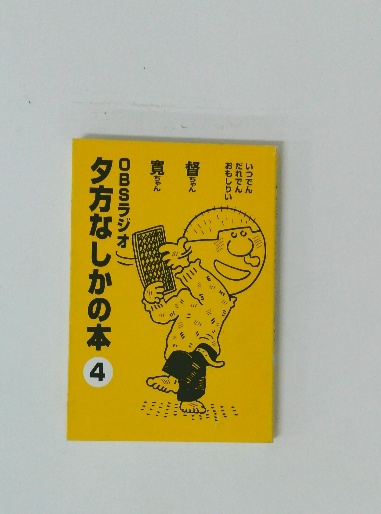 いつでん
だれでん
おもしりい
督ちゃん
寛ちゃん
OBSラジオ
夕方なしかの本
4